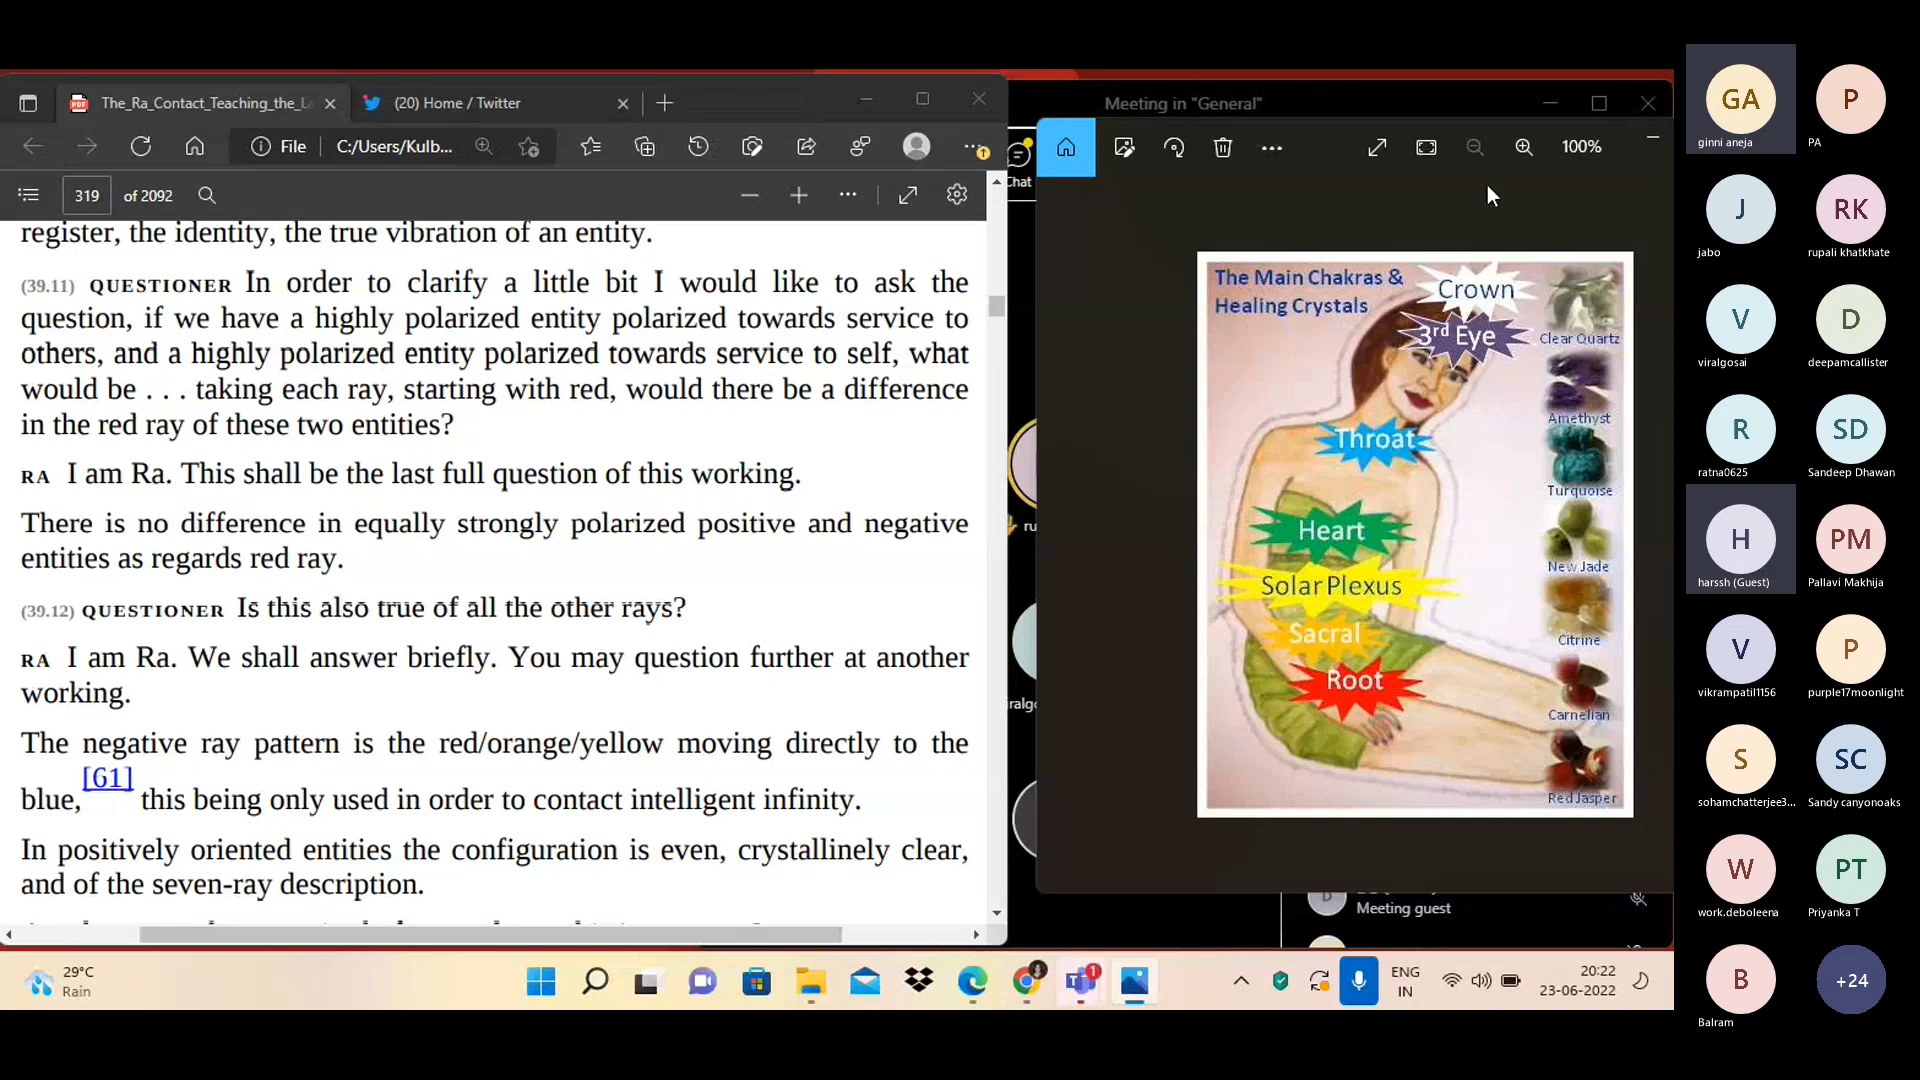 The_Ra_Contact_Teaching_the_La
(20) Home / Twitter
File
C:/Users/Kulb...
319
of 2092
register, the identity, the true vibration of an entity.
(39.11) QUESTIONER In order to clarify a little bit I would like to ask the
question, if we have a highly polarized entity polarized towards service to
others, and a highly polarized entity polarized towards service to self, what
would be . . . taking each ray, starting with red, would there be a difference
in the red ray of these two entities?
RA I am Ra. This shall be the last full question of this working.
There is no difference in equally strongly polarized positive and negative
entities as regards red ray.
(39.12) QUESTIONER Is this also true of all the other rays?
RA I am Ra. We shall answer briefly. You may question further at another
working.
The negative ray pattern is the red/orange/yellow moving directly to the
blue,[61] this being only used in order to contact intelligent infinity.
In positively oriented entities the configuration is even, crystallinely clear,
and of the seven-ray description.
Meeting in "General"
Chat
100%
The Main Chakras &
Healing Crystals
Crown
3rd Eye
Throat
Heart
Solar Plexus
Sacral
Root
Clear Quartz
Amethyst
Turquoise
New Jade
Citrine
Carnelian
Red Jasper
ru
iralgo
D
Meeting guest
29°C
Rain
1
ENG
IN
20:22
23-06-2022
GA
ginni aneja
P
PA
J
jabo
RK
rupali khatkhate
V
viralgosai
D
deepamcallister
R
ratna0625
SD
Sandeep Dhawan
H
harssh (Guest)
PM
Pallavi Makhija
V
vikrampatil1156
P
purple17moonlight
S
sohamchatterjee3...
SC
Sandy canyonoaks
W
work.deboleena
PT
Priyanka T
B
Balram
+24